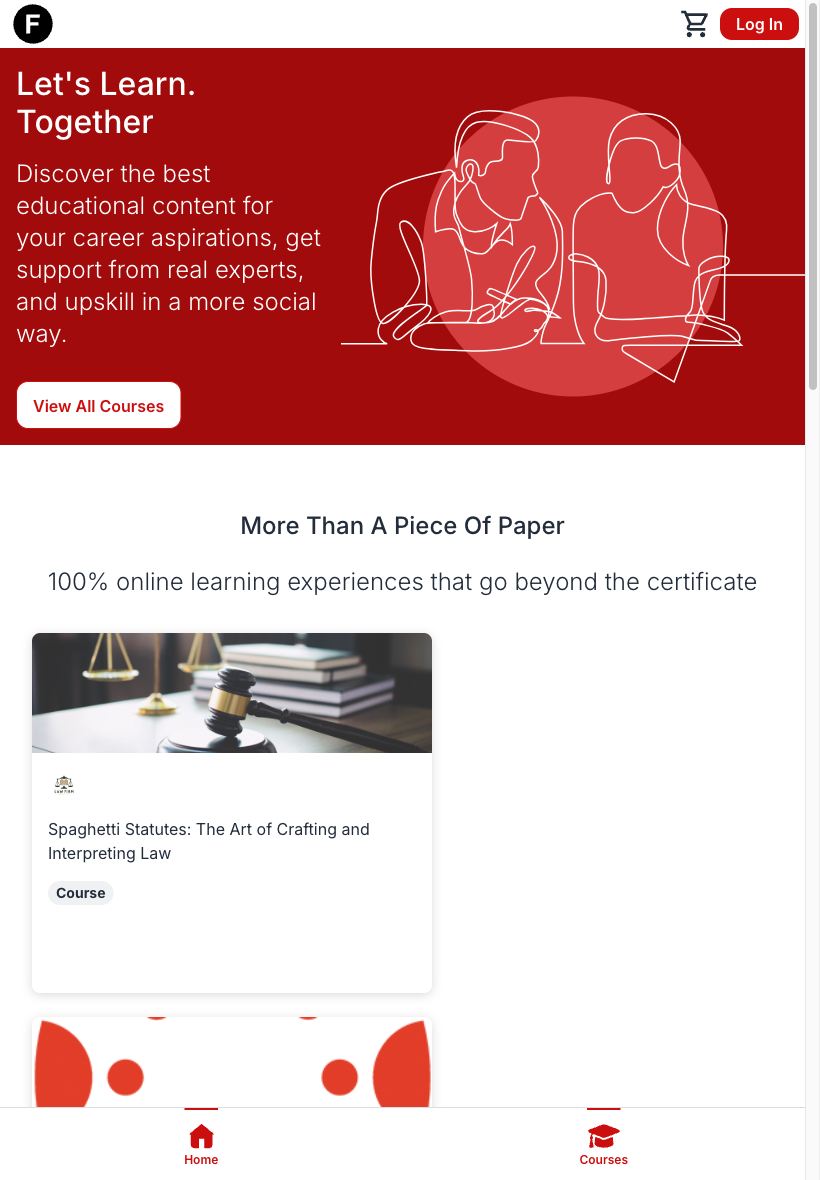 F
Log In
Let's Learn.
Together
Discover the best
educational content for
your career aspirations, get
support from real experts,
and upskill in a more social
way.
View All Courses
More Than A Piece Of Paper
100% online learning experiences that go beyond the certificate
LAW FIRM
Spaghetti Statutes: The Art of Crafting and
Interpreting Law
Course
Home
Courses